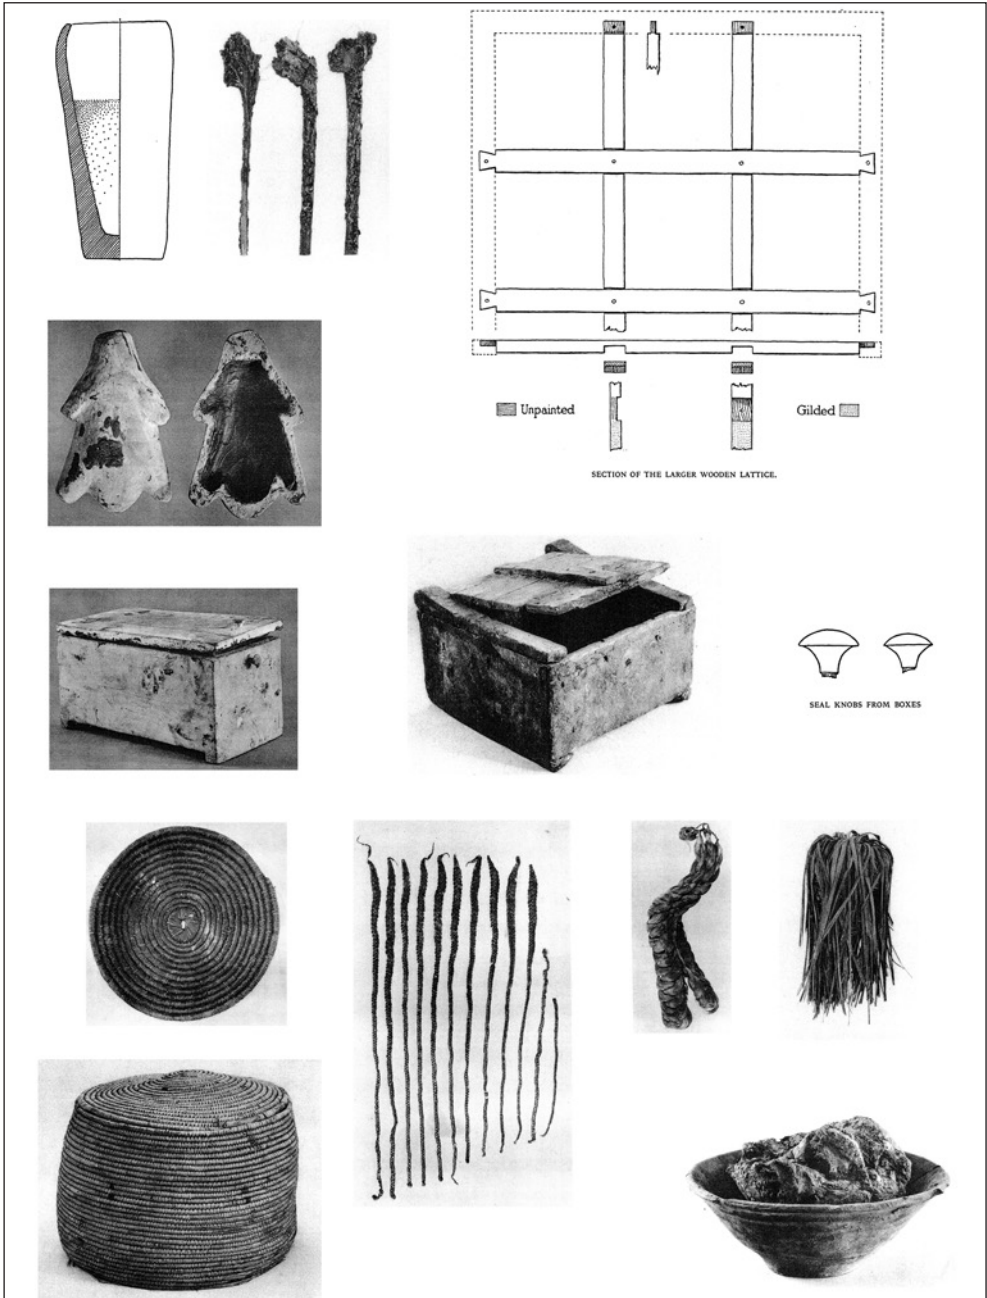 Unpainted
Gilded
SECTION OF THE LARGER WOODEN LATTICE.
SEAL KNOBS FROM BOXES